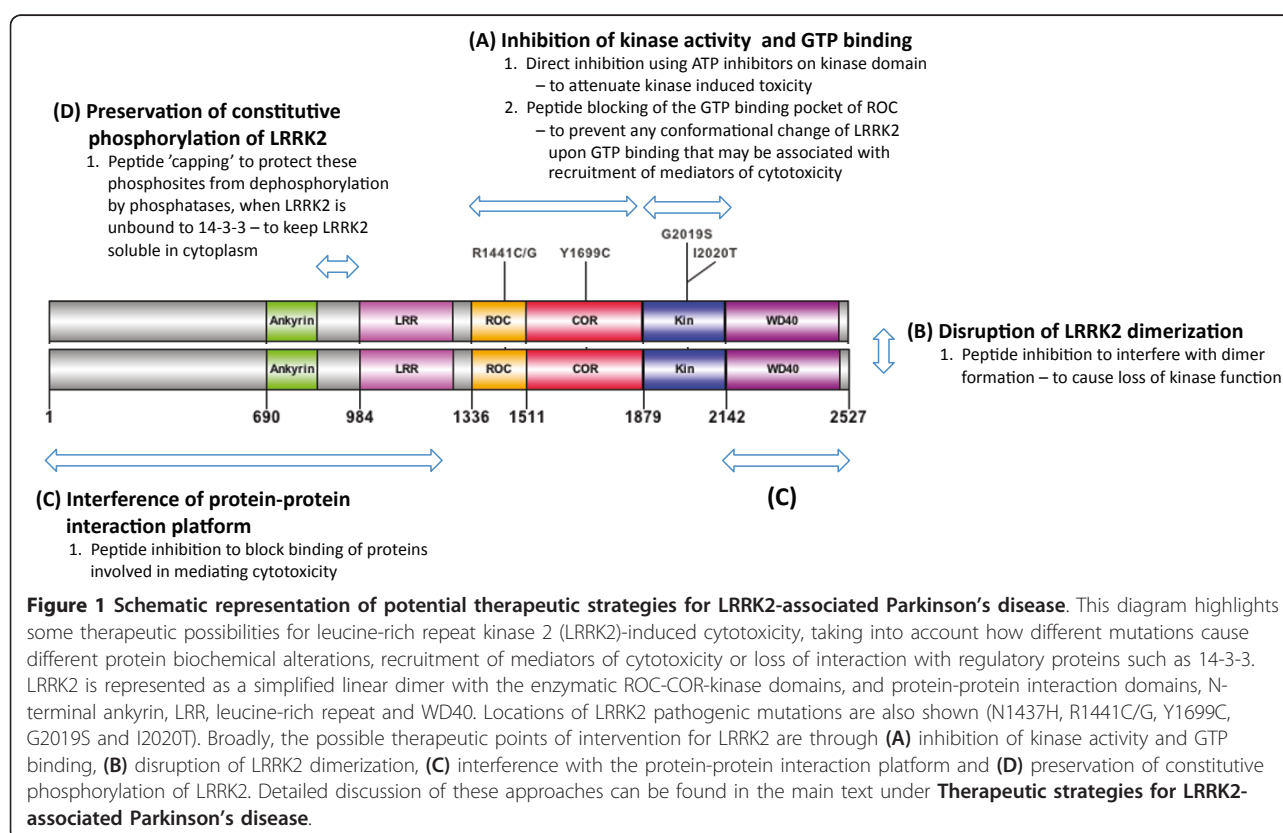 (A) Inhibition of kinase activity and GTP binding
1. Direct inhibition using ATP inhibitors on kinase domain
– to attenuate kinase induced toxicity
2. Peptide blocking of the GTP binding pocket of ROC
– to prevent any conformational change of LRRK2
upon GTP binding that may be associated with
recruitment of mediators of cytotoxicity
(D) Preservation of constitutive
phosphorylation of LRRK2
1. Peptide 'capping' to protect these
phosphosites from dephosphorylation
by phosphatases, when LRRK2 is
unbound to 14-3-3 – to keep LRRK2
soluble in cytoplasm
G2019S
R1441C/G Y1699C I2020T
Ankyrin LRR ROC COR Kin WD40
Ankyrin LRR ROC COR Kin WD40
1 690 984 1336 1511 1879 2142 2527
(B) Disruption of LRRK2 dimerization
1. Peptide inhibition to interfere with dimer
formation – to cause loss of kinase function
(C) Interference of protein-protein
interaction platform
1. Peptide inhibition to block binding of proteins
involved in mediating cytotoxicity
(C)
Figure 1 Schematic representation of potential therapeutic strategies for LRRK2-associated Parkinson's disease. This diagram highlights
some therapeutic possibilities for leucine-rich repeat kinase 2 (LRRK2)-induced cytotoxicity, taking into account how different mutations cause
different protein biochemical alterations, recruitment of mediators of cytotoxicity or loss of interaction with regulatory proteins such as 14-3-3.
LRRK2 is represented as a simplified linear dimer with the enzymatic ROC-COR-kinase domains, and protein-protein interaction domains, N-
terminal ankyrin, LRR, leucine-rich repeat and WD40. Locations of LRRK2 pathogenic mutations are also shown (N1437H, R1441C/G, Y1699C,
G2019S and I2020T). Broadly, the possible therapeutic points of intervention for LRRK2 are through (A) inhibition of kinase activity and GTP
binding, (B) disruption of LRRK2 dimerization, (C) interference with the protein-protein interaction platform and (D) preservation of constitutive
phosphorylation of LRRK2. Detailed discussion of these approaches can be found in the main text under Therapeutic strategies for LRRK2-
associated Parkinson's disease.